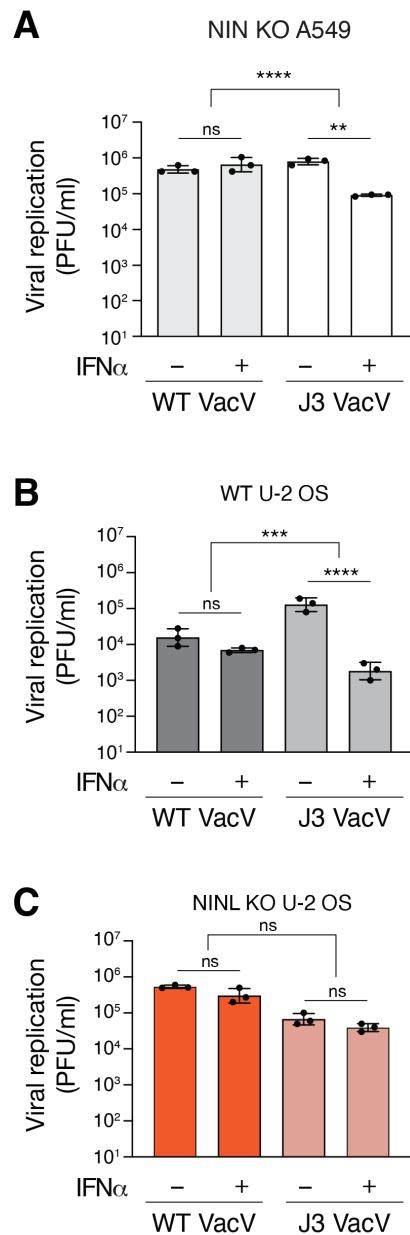 A
NIN KO A549
****
ns
**
Viral replication
(PFU/ml)
10⁷
10⁶
10⁵
10⁴
10³
10²
10¹
IFNα – + – +
WT VacV J3 VacV
B
WT U-2 OS
***
****
ns
Viral replication
(PFU/ml)
10⁷
10⁶
10⁵
10⁴
10³
10²
10¹
IFNα – + – +
WT VacV J3 VacV
C
NINL KO U-2 OS
ns
ns
ns
Viral replication
(PFU/ml)
10⁷
10⁶
10⁵
10⁴
10³
10²
10¹
IFNα – + – +
WT VacV J3 VacV